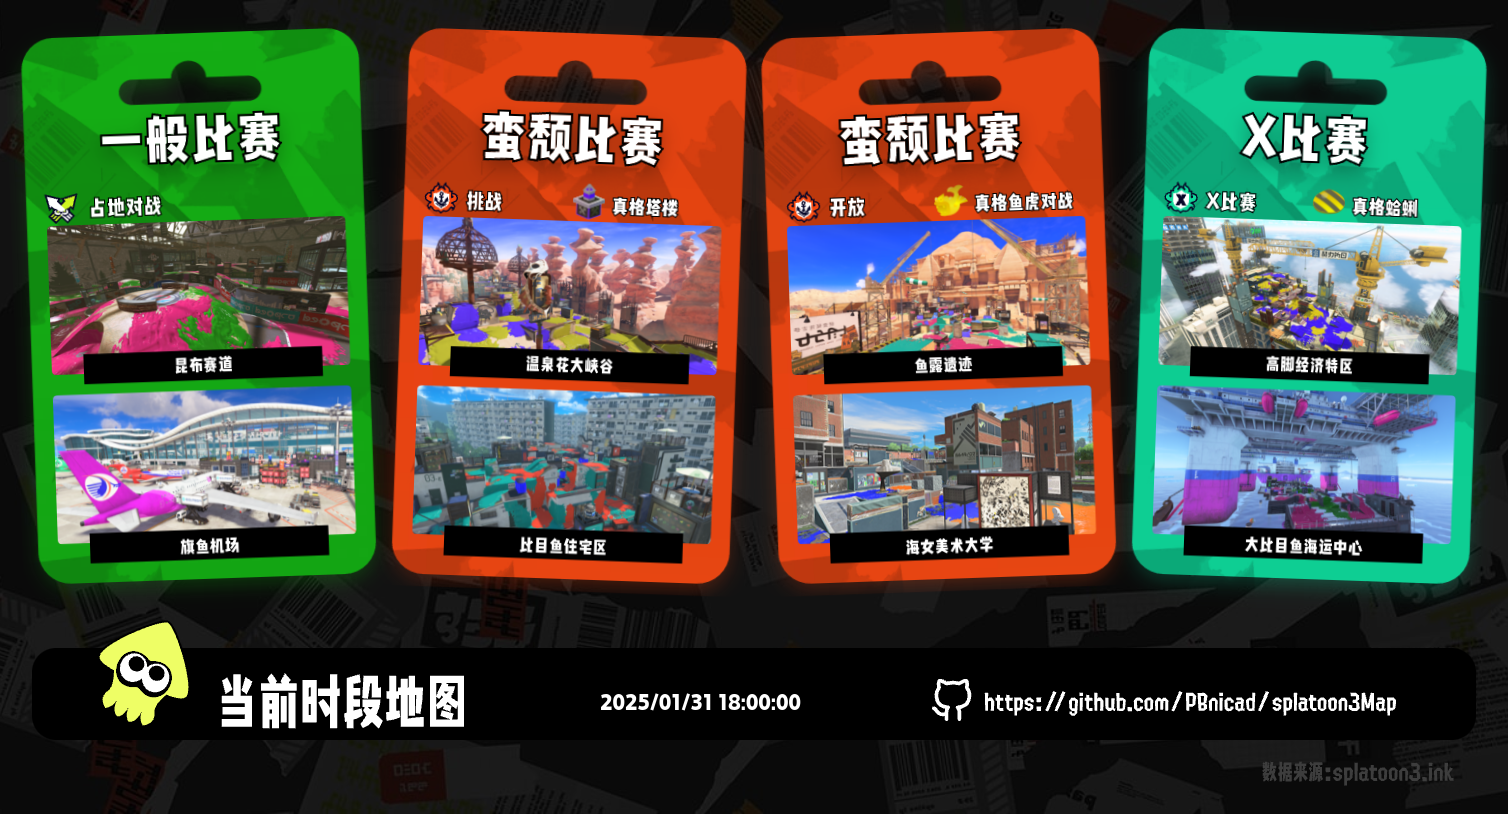 一般比赛
占地对战
昆布赛道
旗鱼机场
蛮颓比赛
挑战
真格塔楼
温泉花大峡谷
比目鱼住宅区
蛮颓比赛
开放
真格鱼虎对战
鱼露遗迹
海女美术大学
X比赛
X比赛
真格蛤蜊
高脚经济特区
大比目鱼海运中心
当前时段地图
2025/01/31 18:00:00
https://github.com/PBnicad/splatoon3Map
数据来源:splatoon3.ink